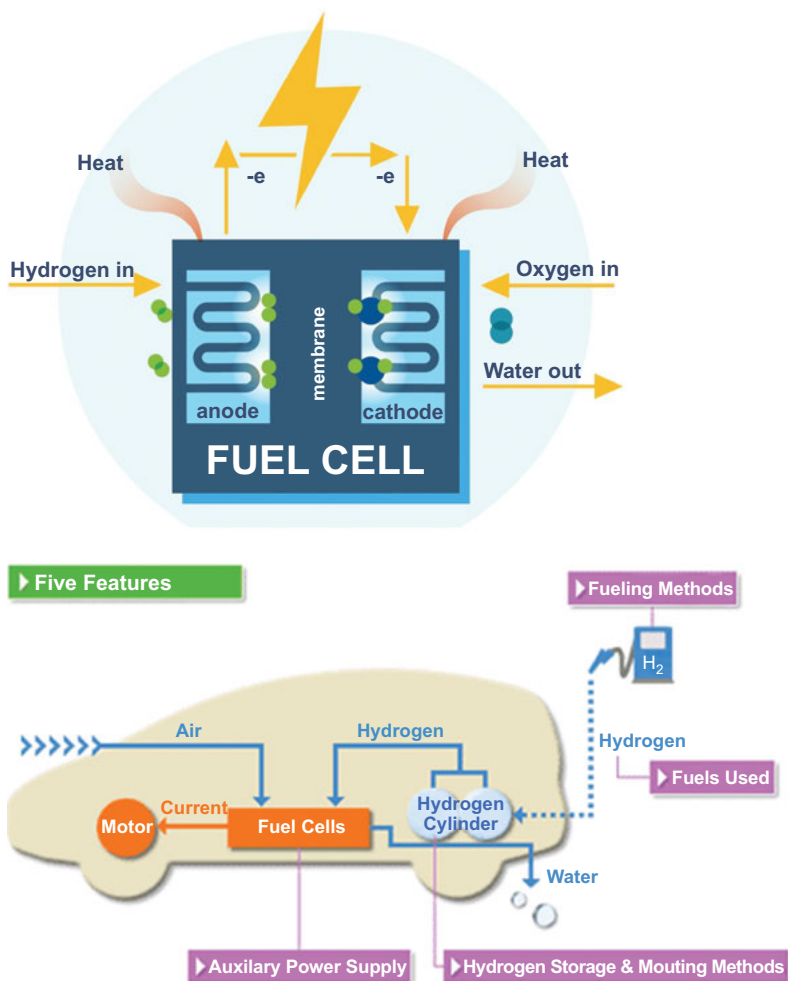 Heat
-e
-e
Heat
Hydrogen in
Oxygen in
membrane
Water out
anode
cathode
FUEL CELL
Five Features
Fueling Methods
H₂
Air
Hydrogen
Hydrogen
Fuels Used
Current
Motor
Fuel Cells
Hydrogen
Cylinder
Water
Auxilary Power Supply
Hydrogen Storage & Mouting Methods